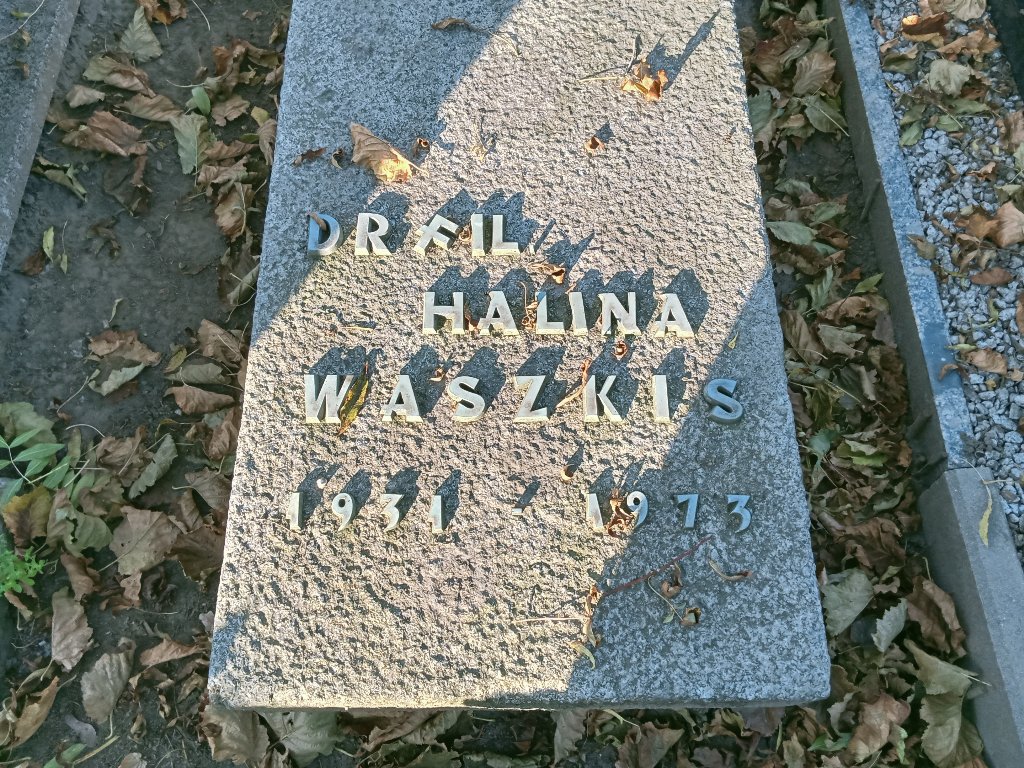 DR FIL
HALINA
WASZKIS
1931 - 1973